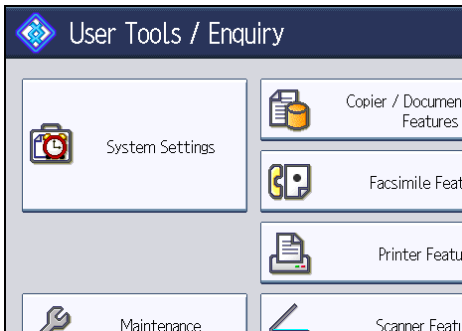 User Tools / Enquiry
System Settings
Copier / Documen
Features
Facsimile Feat
Printer Featu
Maintenance
Scanner Featu